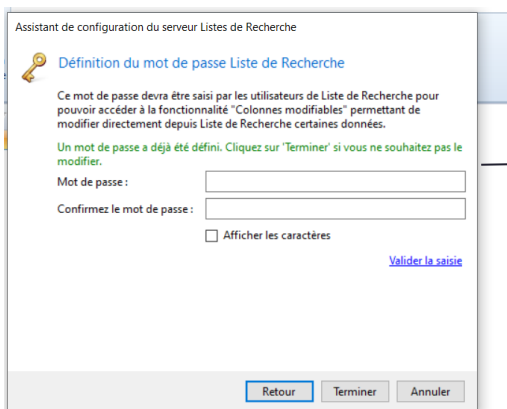 Assistant de configuration du serveur Listes de Recherche
Définition du mot de passe Liste de Recherche
Ce mot de passe devra être saisi par les utilisateurs de Liste de Recherche pour
pouvoir accéder à la fonctionnalité "Colonnes modifiables" permettant de
modifier directement depuis Liste de Recherche certaines données.
Un mot de passe a déjà été défini. Cliquez sur 'Terminer' si vous ne souhaitez pas le
modifier.
Mot de passe :
Confirmez le mot de passe :
Afficher les caractères
Valider la saisie
Retour
Terminer
Annuler